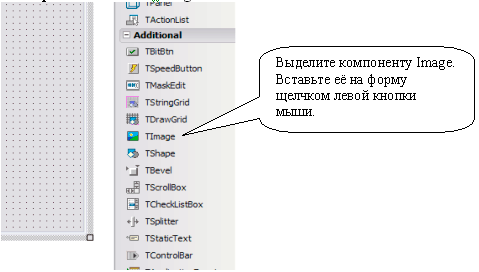 TPanel
TActionList
Additional
TBitBtn
TSpeedButton
TMaskEdit
TStringGrid
TDrawGrid
TImage
TShape
TBevel
TScrollBox
TCheckListBox
TSplitter
TStaticText
TControlBar
Выделите компоненту Image.
Вставьте её на форму
щелчком левой кнопки
мыши.